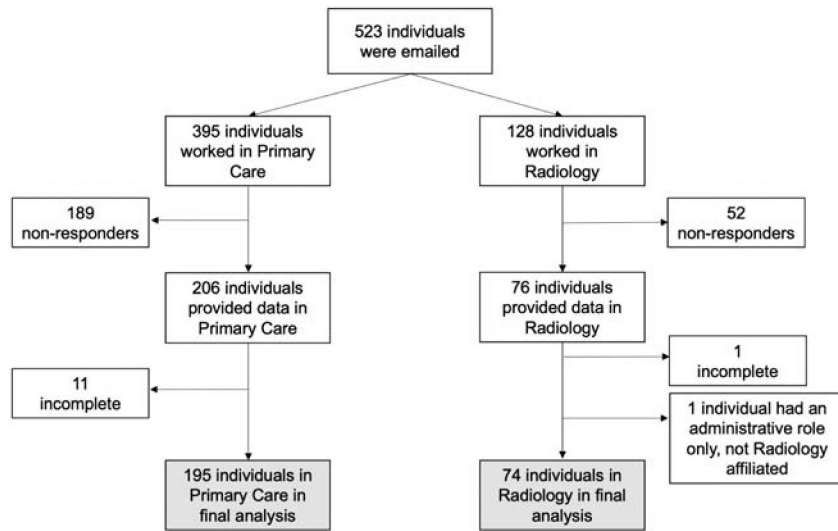 523 individuals
were emailed
395 individuals
worked in Primary
Care
128 individuals
worked in
Radiology
189
non-responders
52
non-responders
206 individuals
provided data in
Primary Care
76 individuals
provided data in
Radiology
11
incomplete
1
incomplete
1 individual had an
administrative role
only, not Radiology
affiliated
195 individuals in
Primary Care in
final analysis
74 individuals in
Radiology in final
analysis